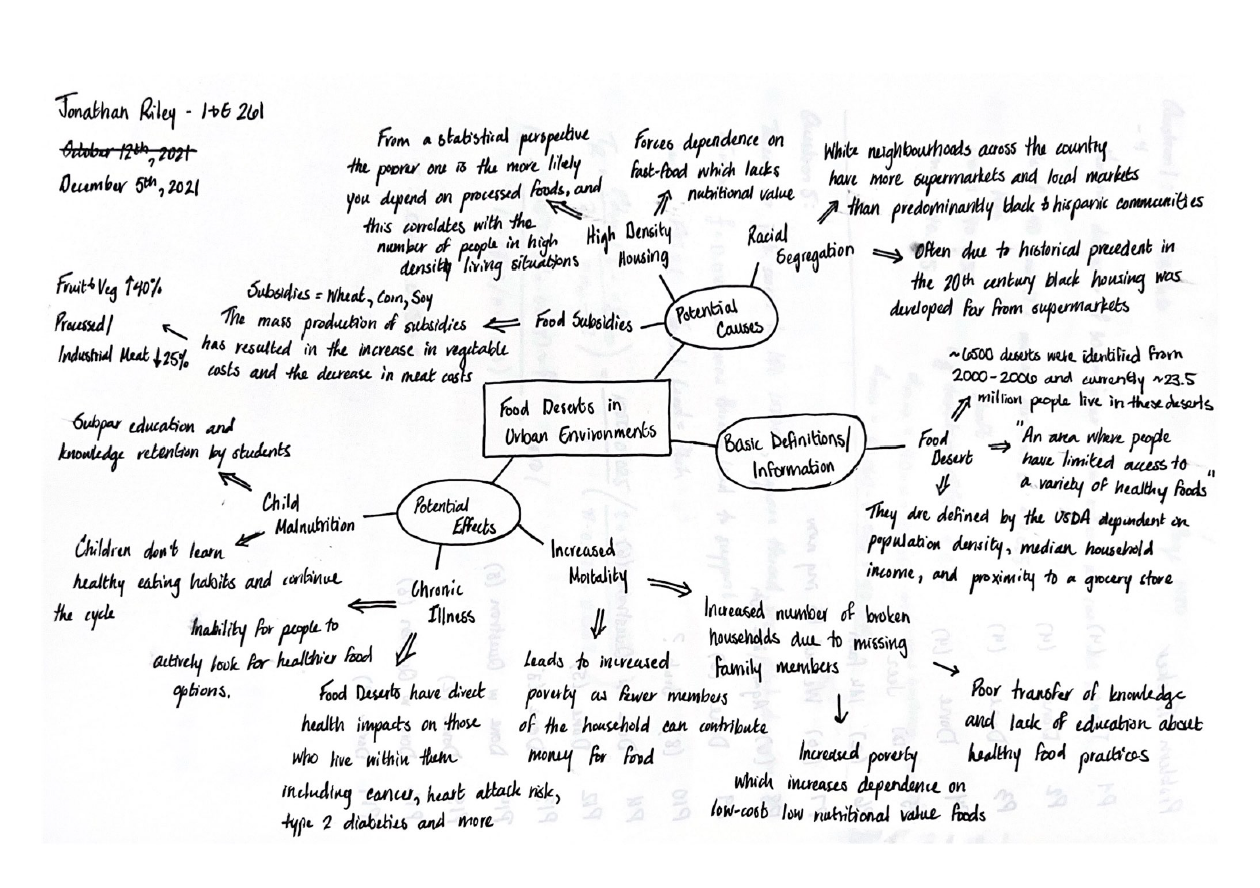 Jonathan Riley - I+E 261
October 12th, 2021
December 5th, 2021
From a statistical perspective
the poorer one is the more lilely
you depend on processed foods, and
this correlates with the
number of people in high
density living situations
Forces dependence on
fast-food which lacks
nutritional value
White neighbourhoods across the country
have more supermarkets and local markets
than predominantly black & hispanic communities
High Density
Housing
Racial
Segregation
Often due to historical precedent in
the 20th century black housing was
developed far from supermarkets
Fruit & Veg ↑40%
Processed/
Industrial Meat ↓25%
Subsidies = Wheat, Corn, Soy
The mass production of subsidies
has resulted in the increase in vegitable
costs and the decrease in meat costs
Food Subsidies
Potential
Causes
~6500 deserts were identified from
2000-2006 and currently ~23.5
million people live in these deserts
Food Deserts in
Urban Environments
Basic Definitions/
Information
Food
Desert
"An area where people
have limited access to
a variety of healthy foods"
They are defined by the USDA dependent on
population density, median household
income, and proximity to a grocery store
Subpar education and
knowledge retention by students
Child
Malnutrition
Potential
Effects
Children don't learn
healthy eating habits and continue
the cycle
Chronic
Illness
Increased
Mortality
Inability for people to
actively look for healthier food
options.
Food Deserts have direct
health impacts on those
who live within them
including cancer, heart attack risk,
type 2 diabeties and more
Leads to increased
poverty as fewer members
of the household can contribute
money for food
Increased number of broken
households due to missing
family members
Increased poverty
which increases dependence on
low-cost low nutritional value foods
Poor transfer of knowledge
and lack of education about
healthy food practices